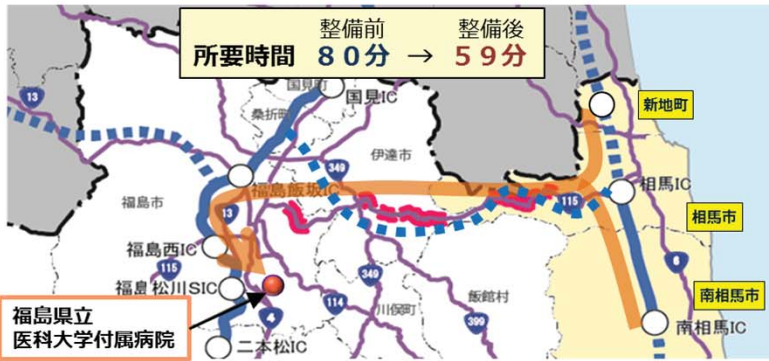 整備前 整備後
所要時間 80分 → 59分
13
国見町
国見IC
桑折町
新地町
伊達市
349
福島飯坂IC
相馬IC
福島市
13
115
相馬市
福島西IC
115
6
福島松川SIC
349
飯舘村
南相馬市
114
川俣町
福島県立
医科大学付属病院
4
399
南相馬IC
二本松IC